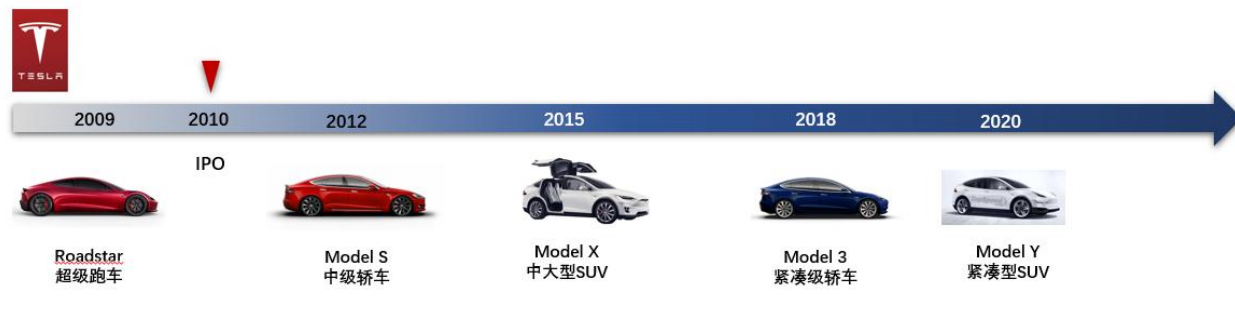 TESLA
2009
2010
2012
2015
2018
2020
IPO
Roadstar
超级跑车
Model S
中级轿车
Model X
中大型SUV
Model 3
紧凑级轿车
Model Y
紧凑型SUV